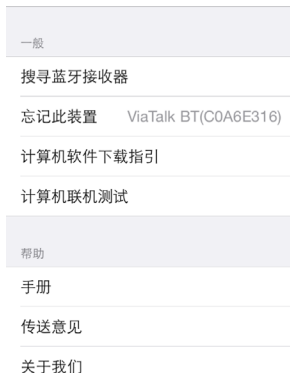 一般
搜寻蓝牙接收器
忘记此装置 ViaTalk BT(C0A6E316)
计算机软件下载指引
计算机联机测试
帮助
手册
传送意见
关于我们